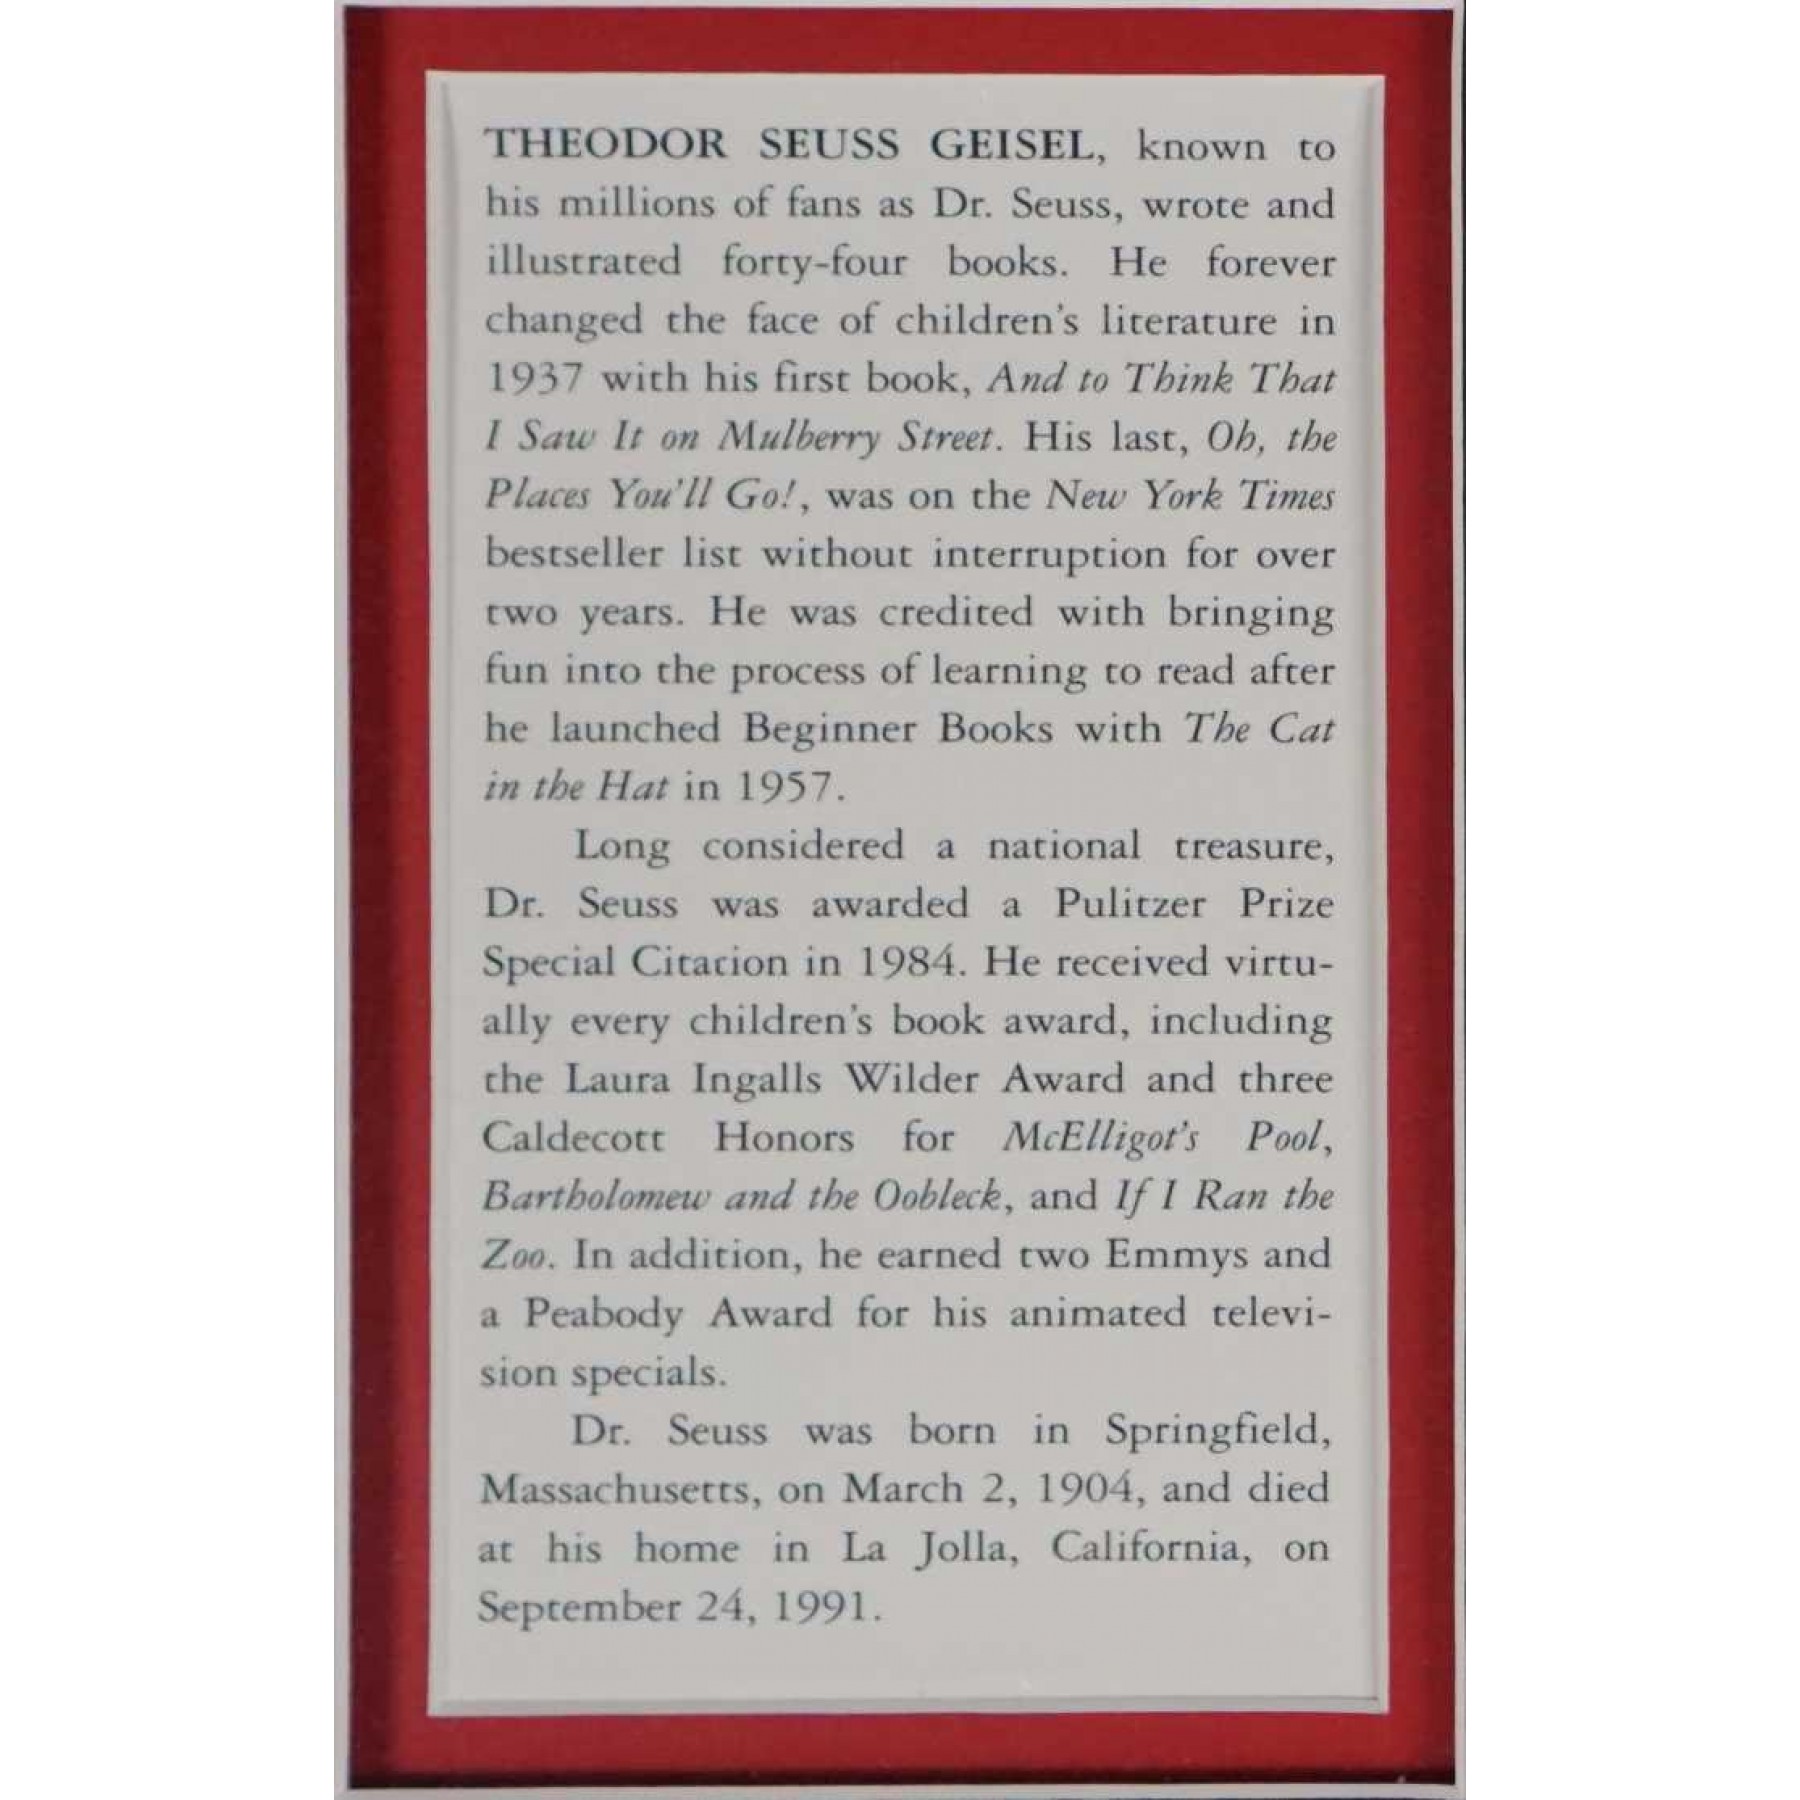 THEODOR SEUSS GEISEL, known to
his millions of fans as Dr. Seuss, wrote and
illustrated forty-four books. He forever
changed the face of children's literature in
1937 with his first book, And to Think That
I Saw It on Mulberry Street. His last, Oh, the
Places You'll Go!, was on the New York Times
bestseller list without interruption for over
two years. He was credited with bringing
fun into the process of learning to read after
he launched Beginner Books with The Cat
in the Hat in 1957.
Long considered a national treasure,
Dr. Seuss was awarded a Pulitzer Prize
Special Citation in 1984. He received virtu-
ally every children's book award, including
the Laura Ingalls Wilder Award and three
Caldecott Honors for McElligot's Pool,
Bartholomew and the Oobleck, and If I Ran the
Zoo. In addition, he earned two Emmys and
a Peabody Award for his animated televi-
sion specials.
Dr. Seuss was born in Springfield,
Massachusetts, on March 2, 1904, and died
at his home in La Jolla, California, on
September 24, 1991.